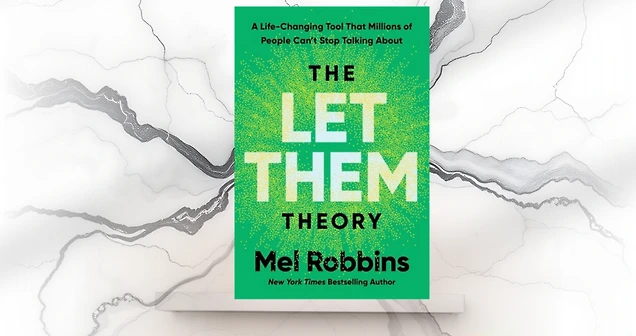 A Life-Changing Tool That Millions of
People Can't Stop Talking About
THE
LET
THEM
THEORY
Mel Robbins
New York Times Bestselling Author